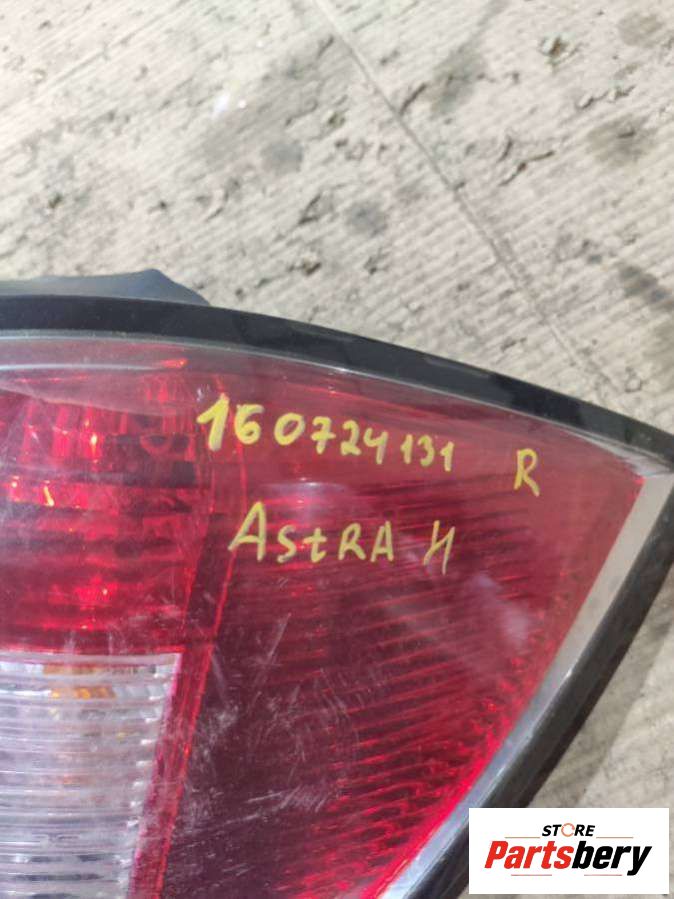 160724131 R
ASTRA H
STORE
Partsbery